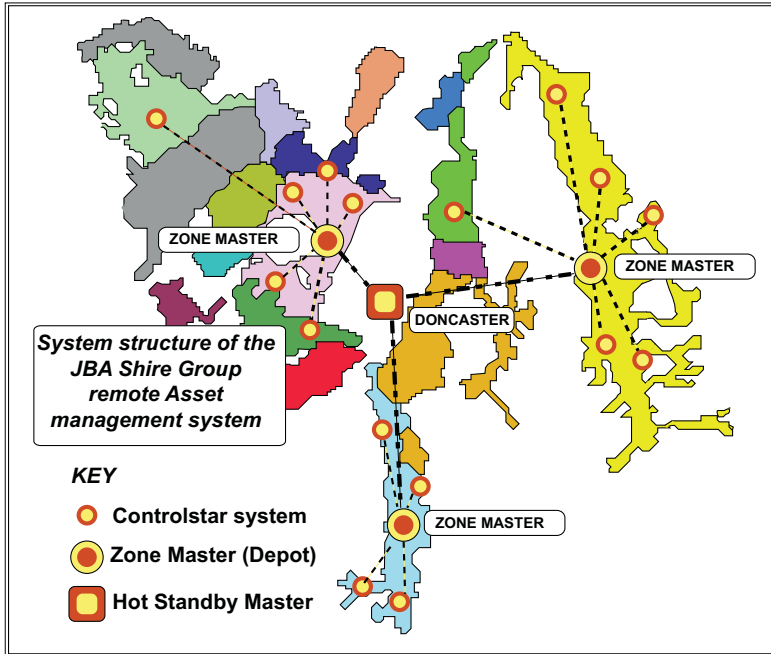 ZONE MASTER
ZONE MASTER
DONCASTER
System structure of the
JBA Shire Group
remote Asset
management system
KEY
Controlstar system
ZONE MASTER
Zone Master (Depot)
Hot Standby Master